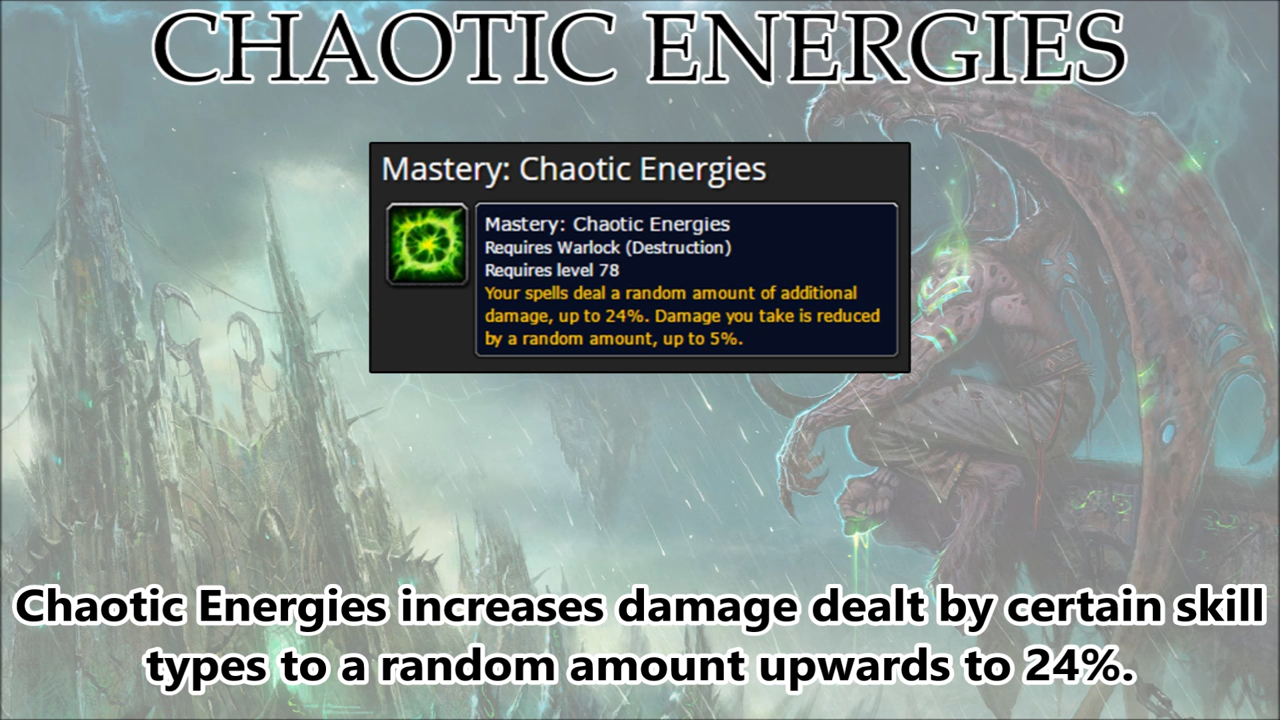 CHAOTIC ENERGIES
Mastery: Chaotic Energies
Mastery: Chaotic Energies
Requires Warlock (Destruction)
Requires level 78
Your spells deal a random amount of additional
damage, up to 24%. Damage you take is reduced
by a random amount, up to 5%.
Chaotic Energies increases damage dealt by certain skill
types to a random amount upwards to 24%.